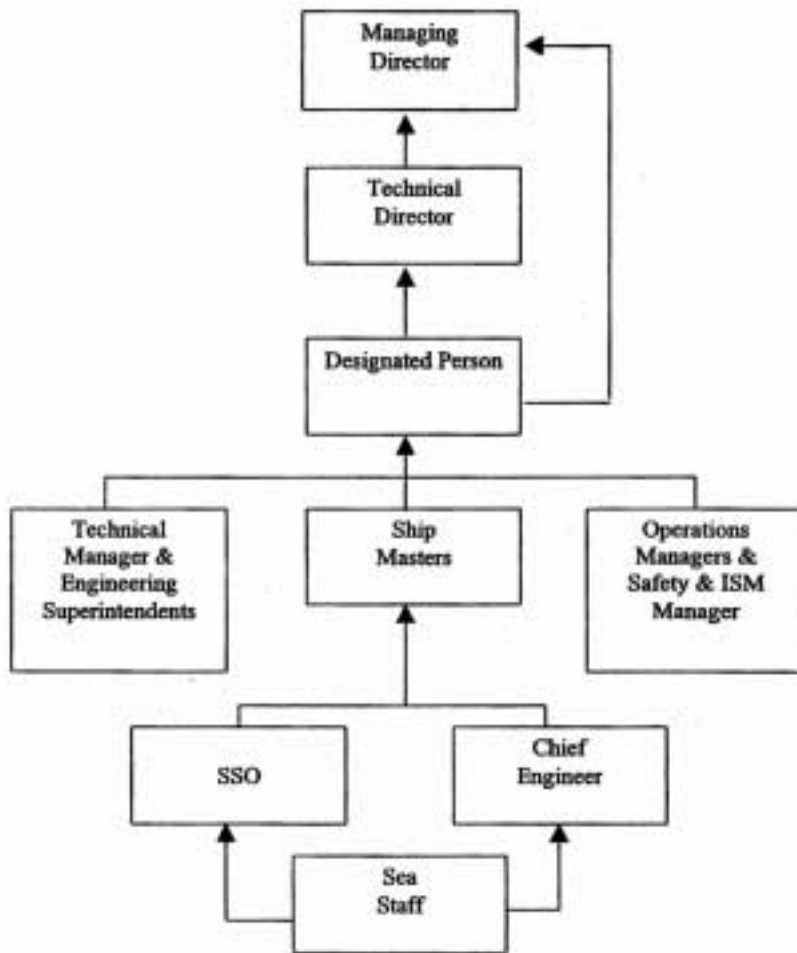 Managing
Director
Technical
Director
Designated Person
Technical
Manager &
Engineering
Superintendents
Ship
Masters
Operations
Managers &
Safety & ISM
Manager
SSO
Chief
Engineer
Sea
Staff